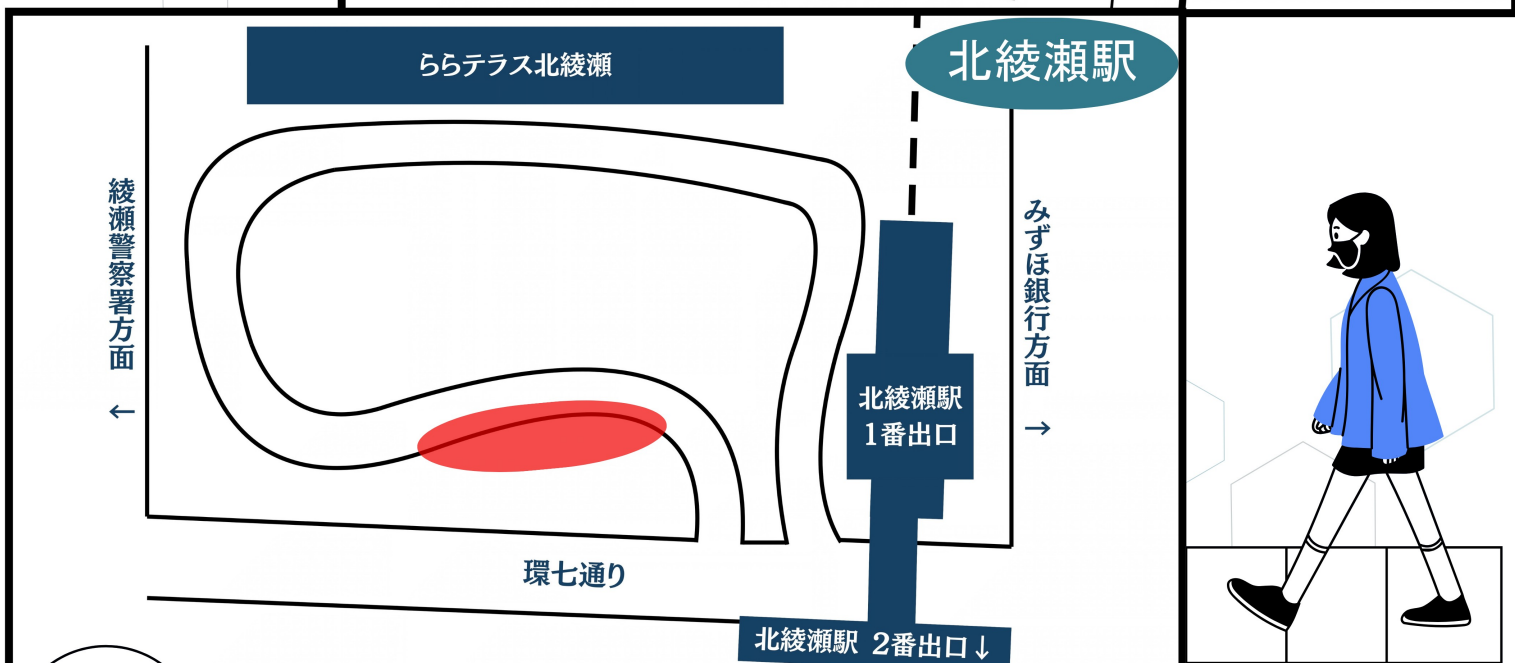 ららテラス北綾瀬
北綾瀬駅
綾瀬警察署方面
←
みずほ銀行方面
→
北綾瀬駅
1番出口
環七通り
北綾瀬駅 2番出口↓